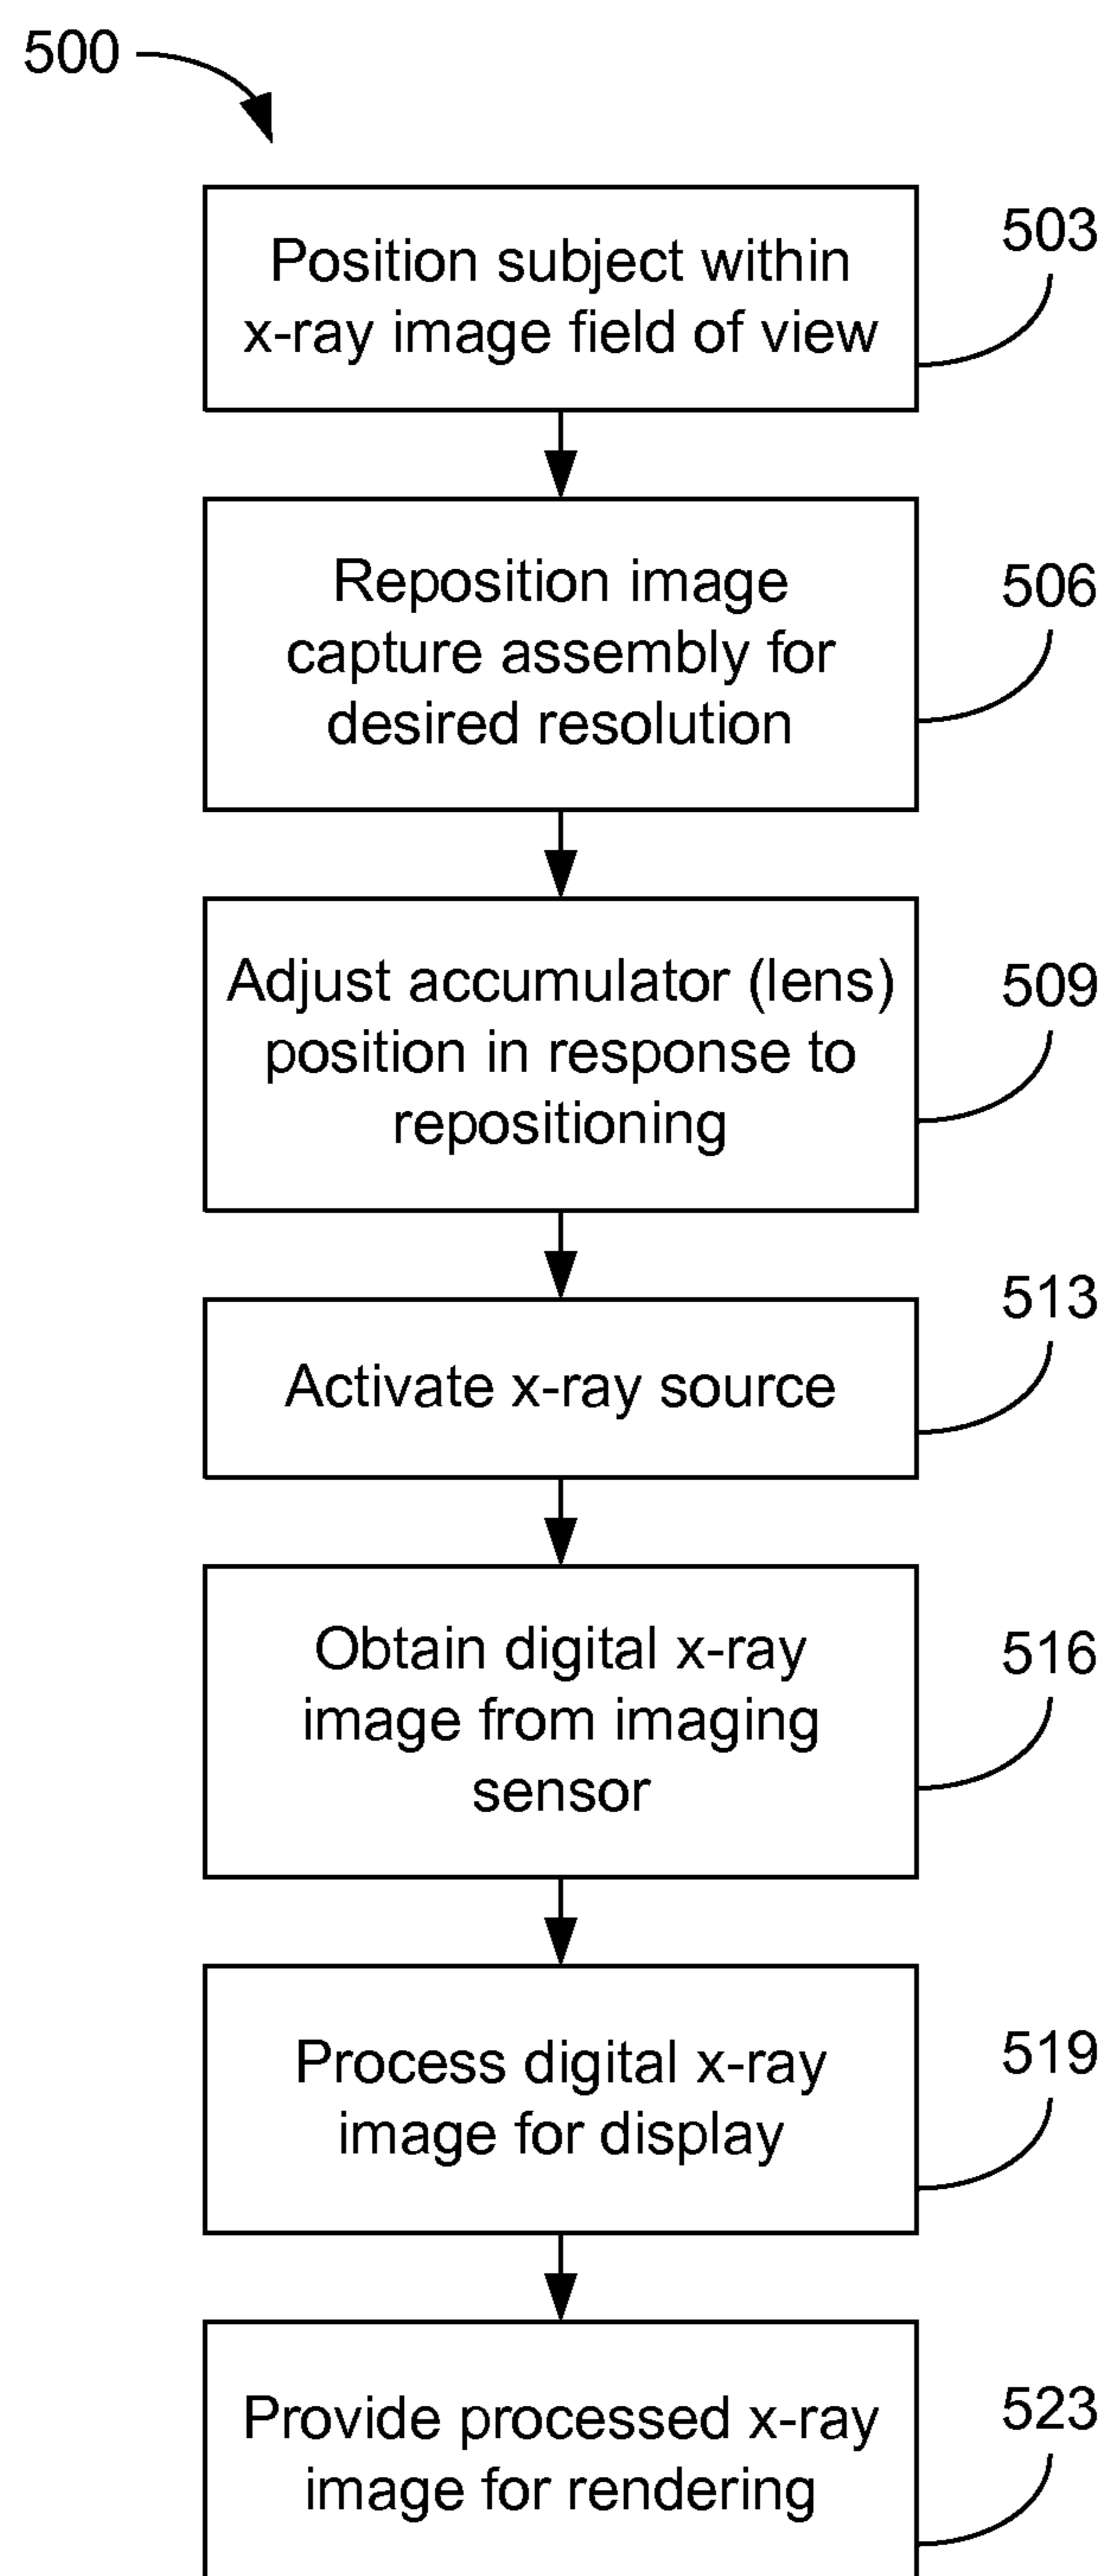 500
Position subject within
x-ray image field of view
503
Reposition image
capture assembly for
desired resolution
506
Adjust accumulator (lens)
position in response to
repositioning
509
Activate x-ray source
513
Obtain digital x-ray
image from imaging
sensor
516
Process digital x-ray
image for display
519
Provide processed x-ray
image for rendering
523